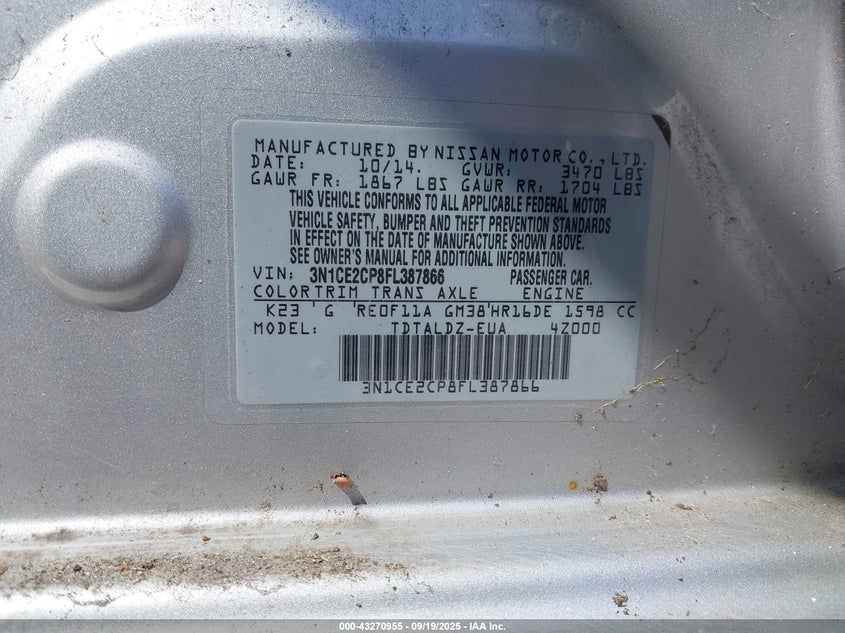 MANUFACTURED BY NISSAN MOTOR CO., LTD.
DATE: 10/14. GVWR: 3470 LBS
GAWR FR: 1867 LBS GAWR RR: 1704 LBS
THIS VEHICLE CONFORMS TO ALL APPLICABLE FEDERAL MOTOR
VEHICLE SAFETY, BUMPER AND THEFT PREVENTION STANDARDS
IN EFFECT ON THE DATE OF MANUFACTURE SHOWN ABOVE.
SEE OWNER'S MANUAL FOR ADDITIONAL INFORMATION.
VIN: 3N1CE2CP8FL387866 PASSENGER CAR.
COLOR TRIM TRANS AXLE ENGINE
K23 G RE0F11A GM38 HR16DE 1598 CC
MODEL: TDTALDZ-EUA 4Z000
3N1CE2CP8FL387866
000-43270955 - 09/19/2025 - IAA Inc.